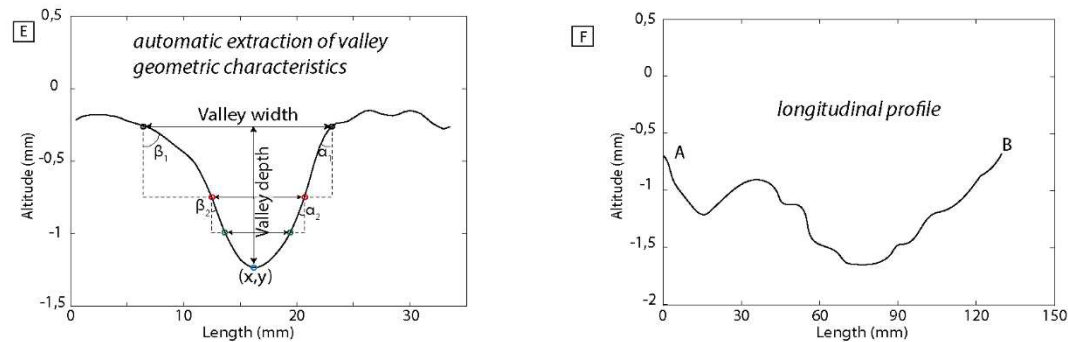 E
automatic extraction of valley
geometric characteristics
Valley width
Valley depth
β1
α1
β2
α2
(x,y)
0,5
0
-0,5
-1
-1,5
Altitude (mm)
0
10
20
30
Length (mm)
F
longitudinal profile
A
B
0,5
0
-0,5
-1
-1,5
-2
Altitude (mm)
0
30
60
90
120
150
Length (mm)